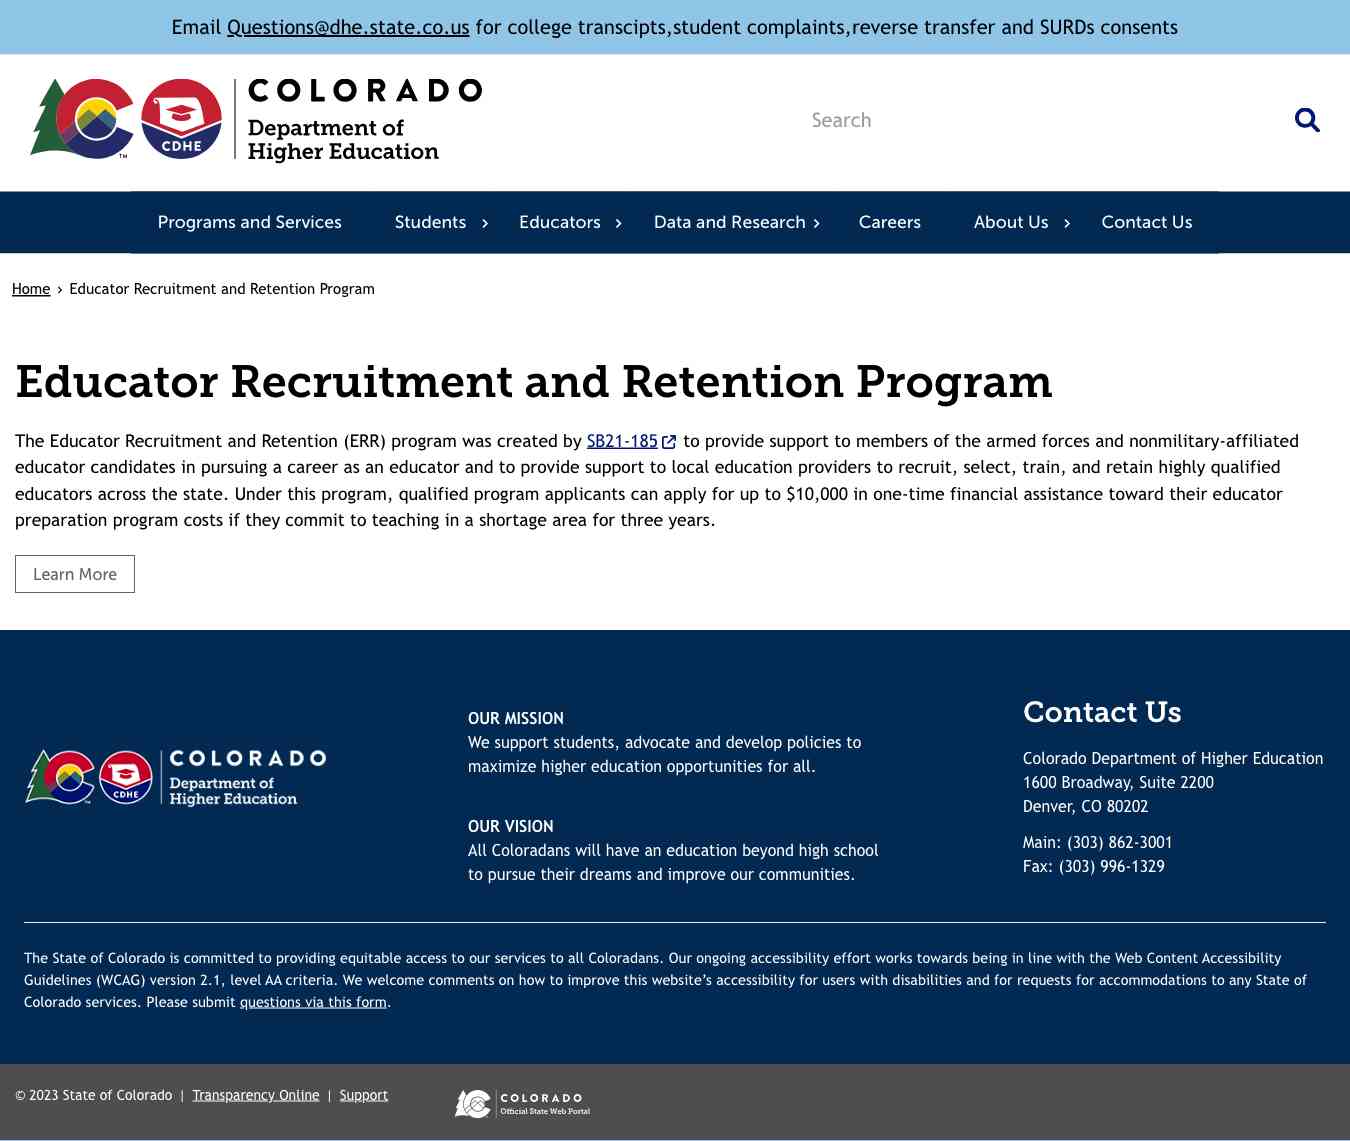 Email Questions@dhe.state.co.us for college transcipts,student complaints,reverse transfer and SURDs consents
CDHE
TM
COLORADO
Department of
Higher Education
Search
Programs and Services
Students
Educators
Data and Research
Careers
About Us
Contact Us
Home › Educator Recruitment and Retention Program
Educator Recruitment and Retention Program
The Educator Recruitment and Retention (ERR) program was created by SB21-185 to provide support to members of the armed forces and nonmilitary-affiliated
educator candidates in pursuing a career as an educator and to provide support to local education providers to recruit, select, train, and retain highly qualified
educators across the state. Under this program, qualified program applicants can apply for up to $10,000 in one-time financial assistance toward their educator
preparation program costs if they commit to teaching in a shortage area for three years.
Learn More
CDHE
TM
COLORADO
Department of
Higher Education
OUR MISSION
We support students, advocate and develop policies to
maximize higher education opportunities for all.
OUR VISION
All Coloradans will have an education beyond high school
to pursue their dreams and improve our communities.
Contact Us
Colorado Department of Higher Education
1600 Broadway, Suite 2200
Denver, CO 80202
Main: (303) 862-3001
Fax: (303) 996-1329
The State of Colorado is committed to providing equitable access to our services to all Coloradans. Our ongoing accessibility effort works towards being in line with the Web Content Accessibility
Guidelines (WCAG) version 2.1, level AA criteria. We welcome comments on how to improve this website's accessibility for users with disabilities and for requests for accommodations to any State of
Colorado services. Please submit questions via this form.
© 2023 State of Colorado | Transparency Online | Support
COLORADO
Official State Web Portal